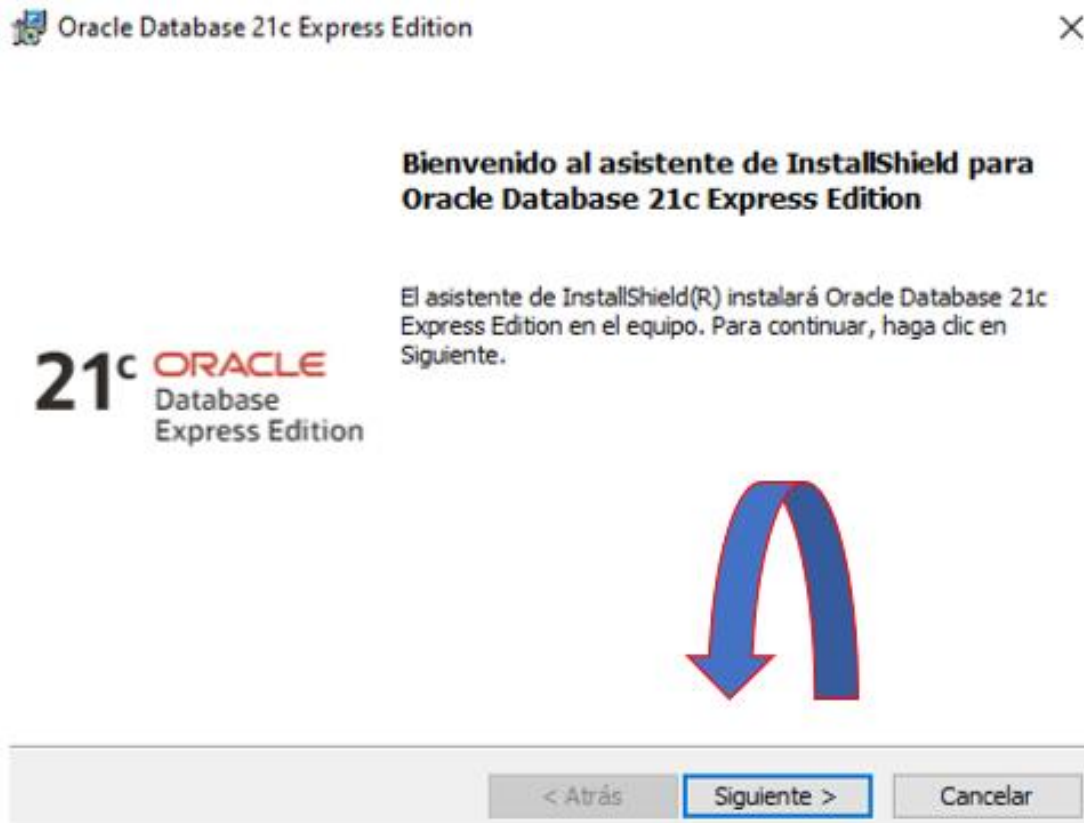 Oracle Database 21c Express Edition
Bienvenido al asistente de InstallShield para
Oracle Database 21c Express Edition
El asistente de InstallShield(R) instalará Oracle Database 21c
Express Edition en el equipo. Para continuar, haga clic en
Siguiente.
21c ORACLE
Database
Express Edition
< Atrás
Siguiente >
Cancelar